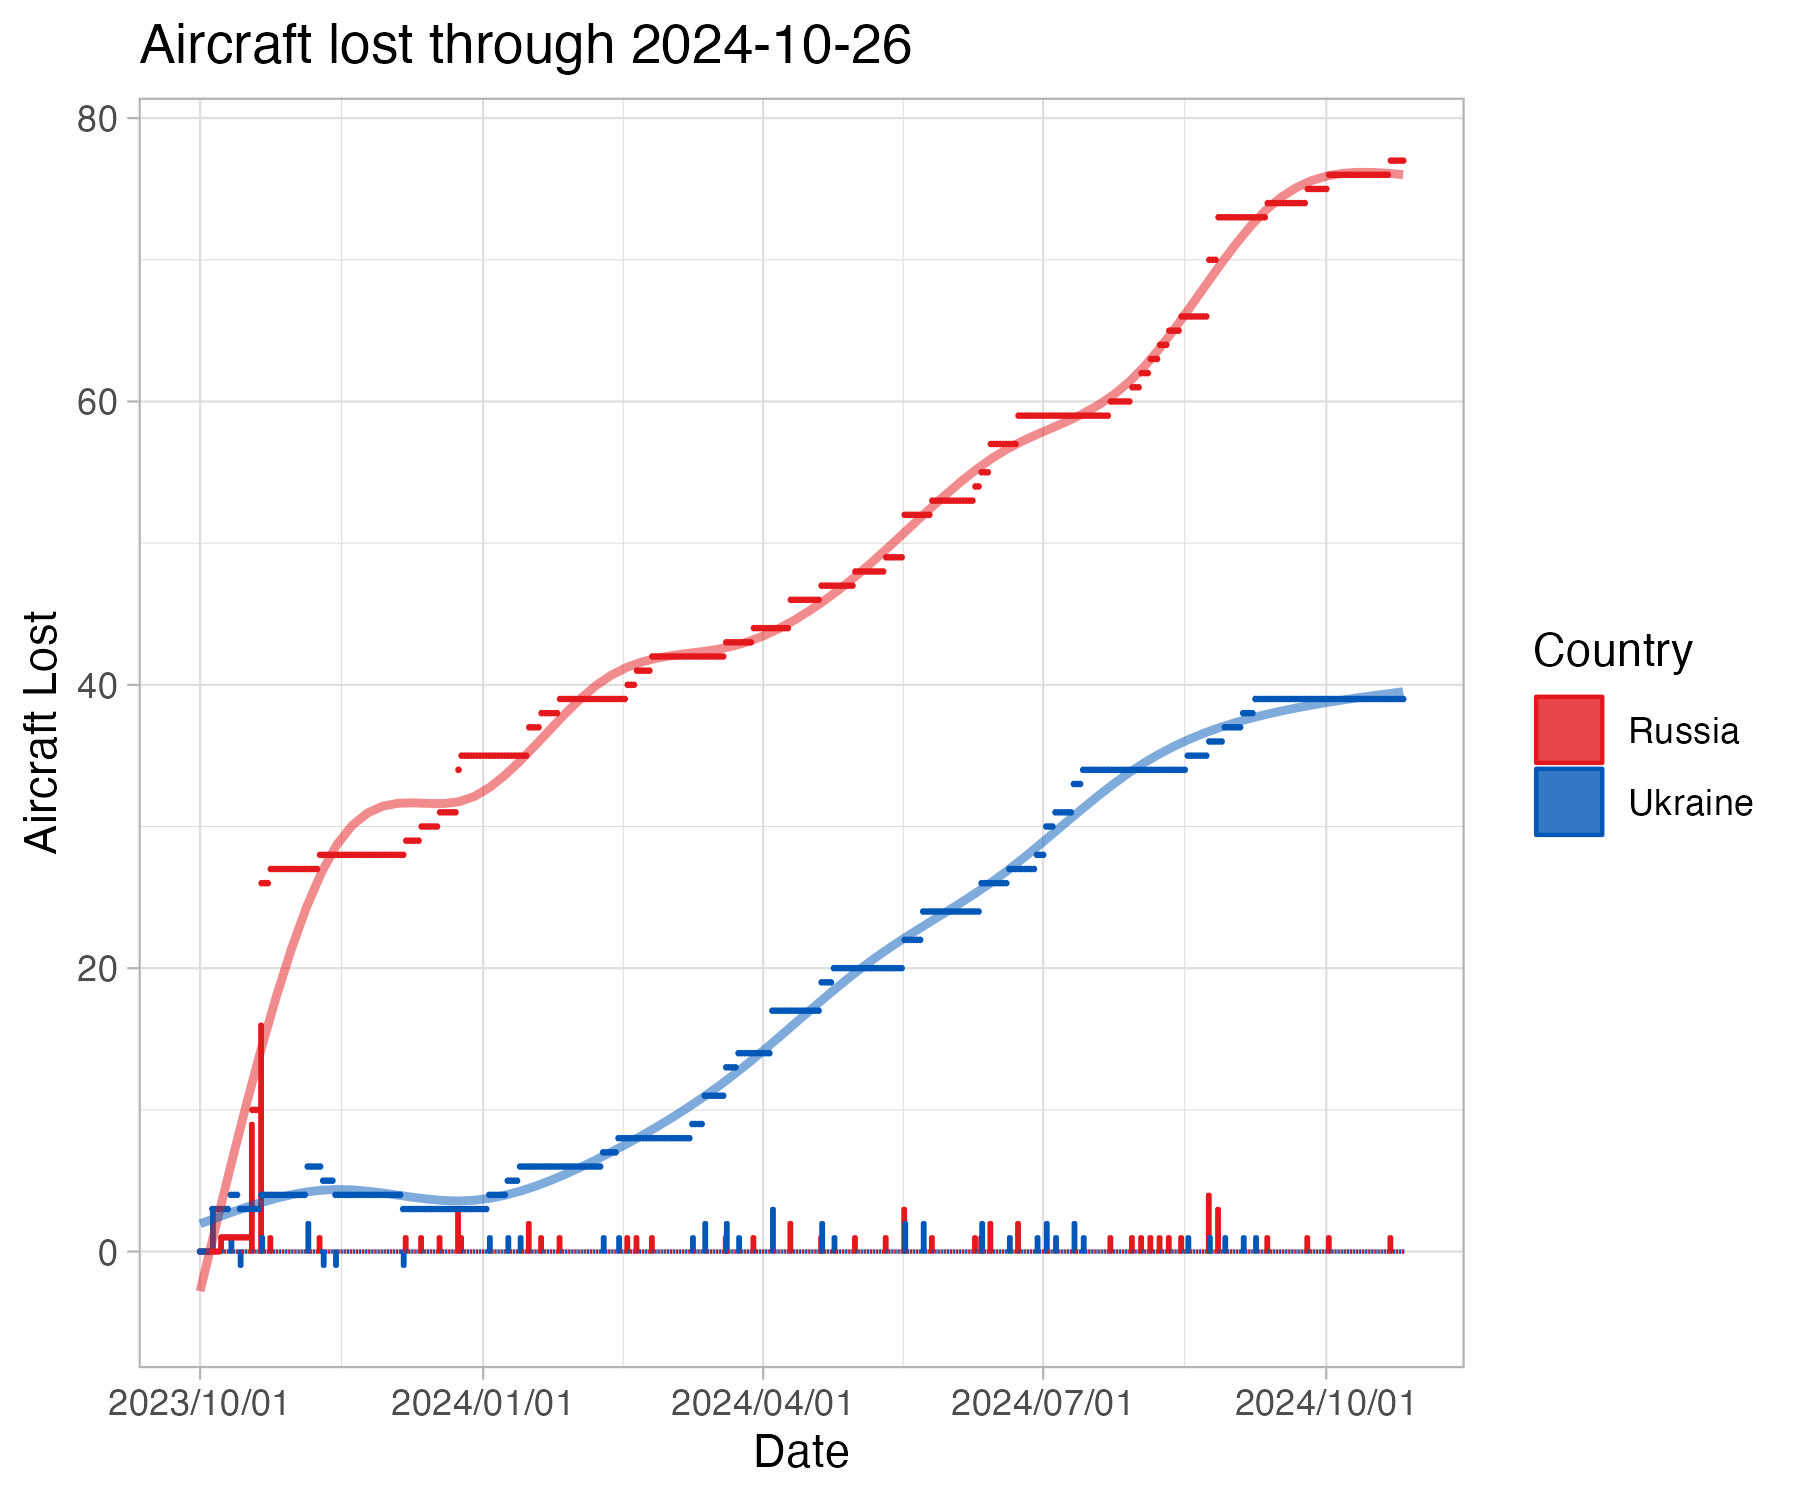 Aircraft lost through 2024-10-26
Aircraft Lost
80
60
40
20
0
2023/10/01
2024/01/01
2024/04/01
2024/07/01
2024/10/01
Date
Country
Russia
Ukraine